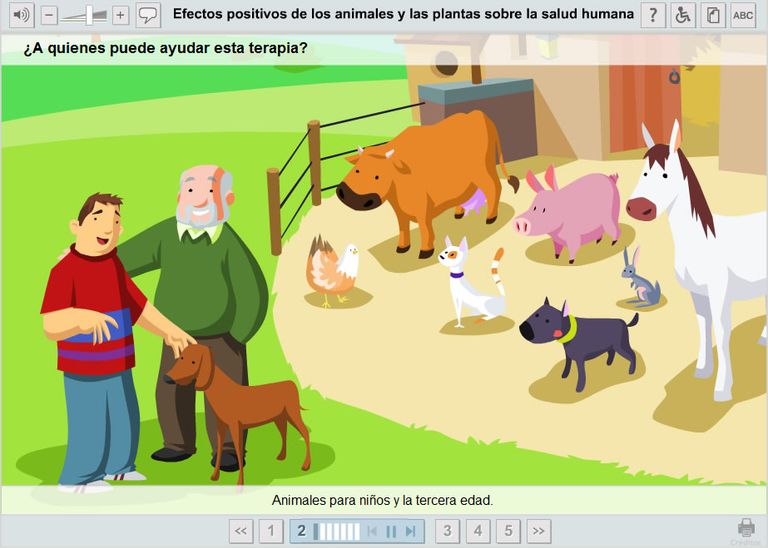 Efectos positivos de los animales y las plantas sobre la salud humana
? ABC
¿A quienes puede ayudar esta terapia?
Animales para niños y la tercera edad.
<< 1 2 3 4 5 >>
Créditos